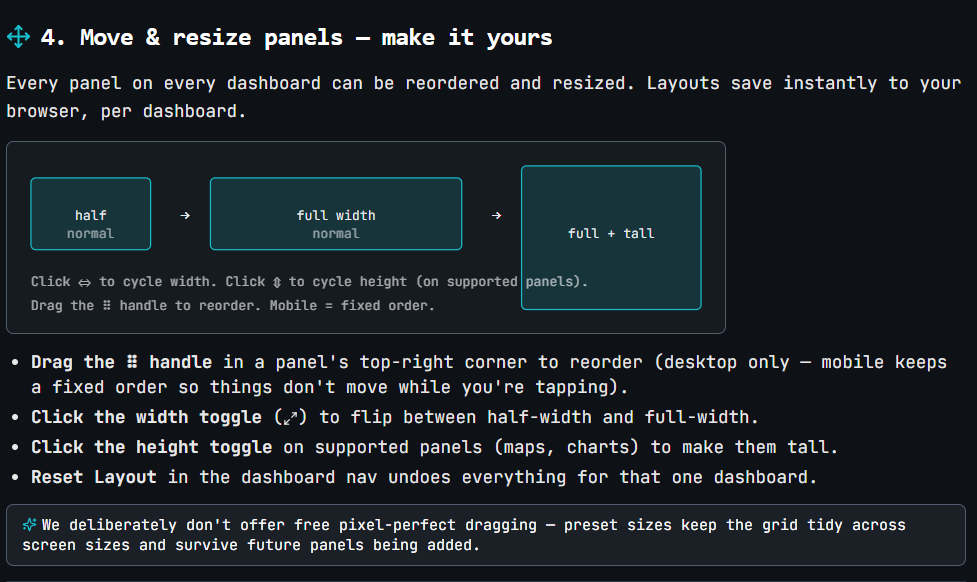 4. Move & resize panels — make it yours
Every panel on every dashboard can be reordered and resized. Layouts save instantly to your
browser, per dashboard.
half
normal
→
full width
normal
→
full + tall
Click ⇔ to cycle width. Click ⇕ to cycle height (on supported panels).
Drag the ⠿ handle to reorder. Mobile = fixed order.
• Drag the ⠿ handle in a panel's top-right corner to reorder (desktop only — mobile keeps
a fixed order so things don't move while you're tapping).
• Click the width toggle (⤢) to flip between half-width and full-width.
• Click the height toggle on supported panels (maps, charts) to make them tall.
• Reset Layout in the dashboard nav undoes everything for that one dashboard.
We deliberately don't offer free pixel-perfect dragging — preset sizes keep the grid tidy across
screen sizes and survive future panels being added.